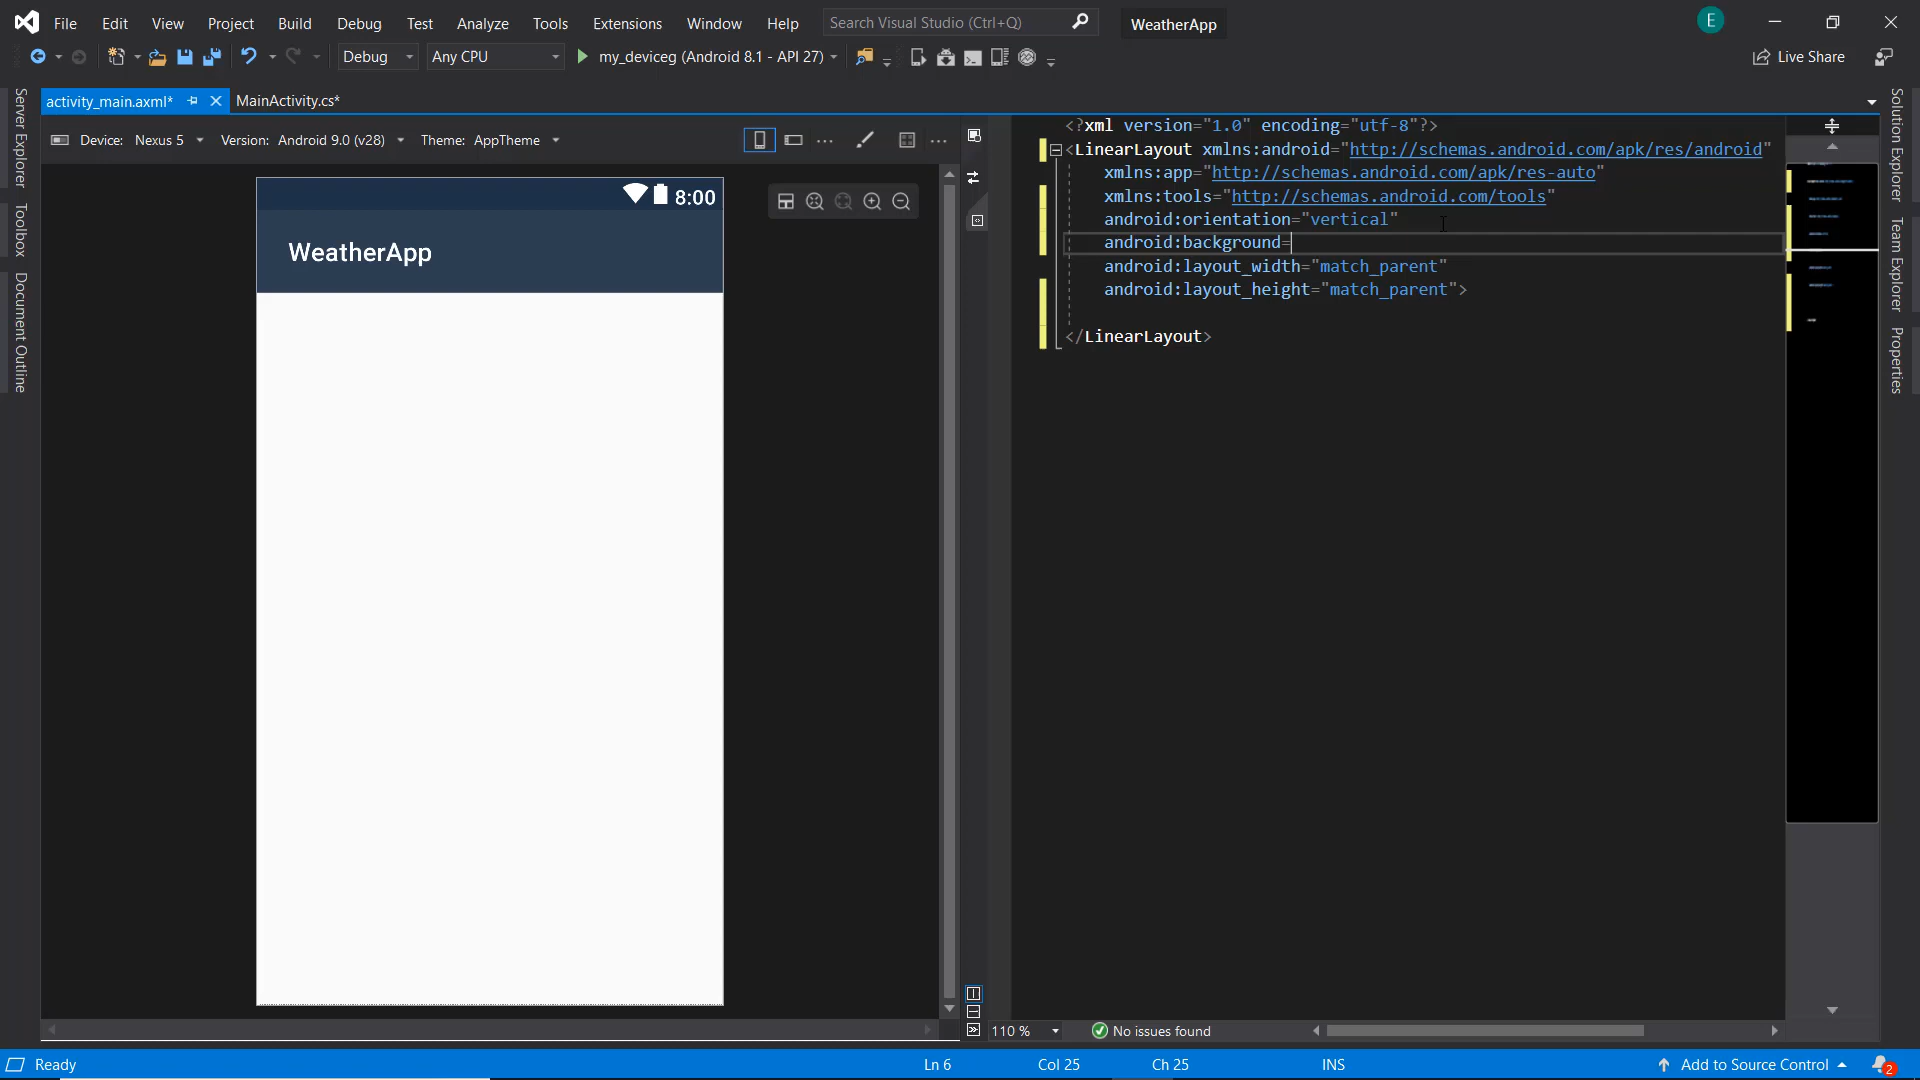 File Edit View Project Build Debug Test Analyze Tools Extensions Window Help Search Visual Studio (Ctrl+Q) WeatherApp E
Debug Any CPU my_deviceg (Android 8.1 - API 27) Live Share
activity_main.axml* MainActivity.cs*
Device: Nexus 5 Version: Android 9.0 (v28) Theme: AppTheme
Server Explorer
Toolbox
Document Outline
8:00
WeatherApp
<?xml version="1.0" encoding="utf-8"?>
<LinearLayout xmlns:android="http://schemas.android.com/apk/res/android"
xmlns:app="http://schemas.android.com/apk/res-auto"
xmlns:tools="http://schemas.android.com/tools"
android:orientation="vertical"
android:background=
android:layout_width="match_parent"
android:layout_height="match_parent">
</LinearLayout>
Solution Explorer
Team Explorer
Properties
110 % No issues found
Ready Ln 6 Col 25 Ch 25 INS Add to Source Control 2